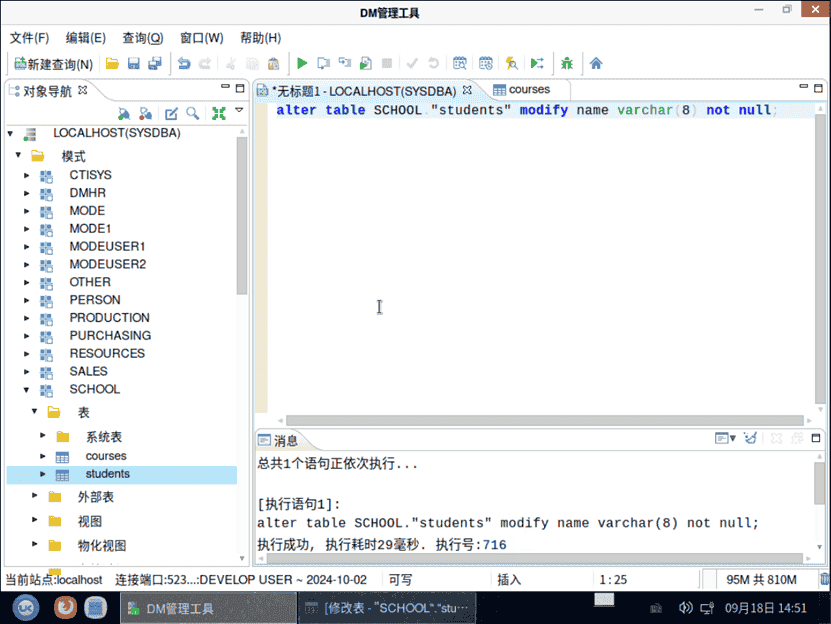 DM管理工具
文件(F) 编辑(E) 查询(Q) 窗口(W) 帮助(H)
新建查询(N)
对象导航
*无标题1 - LOCALHOST(SYSDBA) courses
alter table SCHOOL."students" modify name varchar(8) not null;
LOCALHOST(SYSDBA)
模式
CTISYS
DMHR
MODE
MODE1
MODEUSER1
MODEUSER2
OTHER
PERSON
PRODUCTION
PURCHASING
RESOURCES
SALES
SCHOOL
表
系统表
courses
students
外部表
视图
物化视图
消息
总共1个语句正依次执行...
[执行语句1]:
alter table SCHOOL."students" modify name varchar(8) not null;
执行成功, 执行耗时29毫秒. 执行号:716
当前站点:localhost 连接端口:523...:DEVELOP USER ~ 2024-10-02 可写 插入 1:25 95M 共 810M
DM管理工具 [修改表 - "SCHOOL"."stu··· 09月18日 14:51